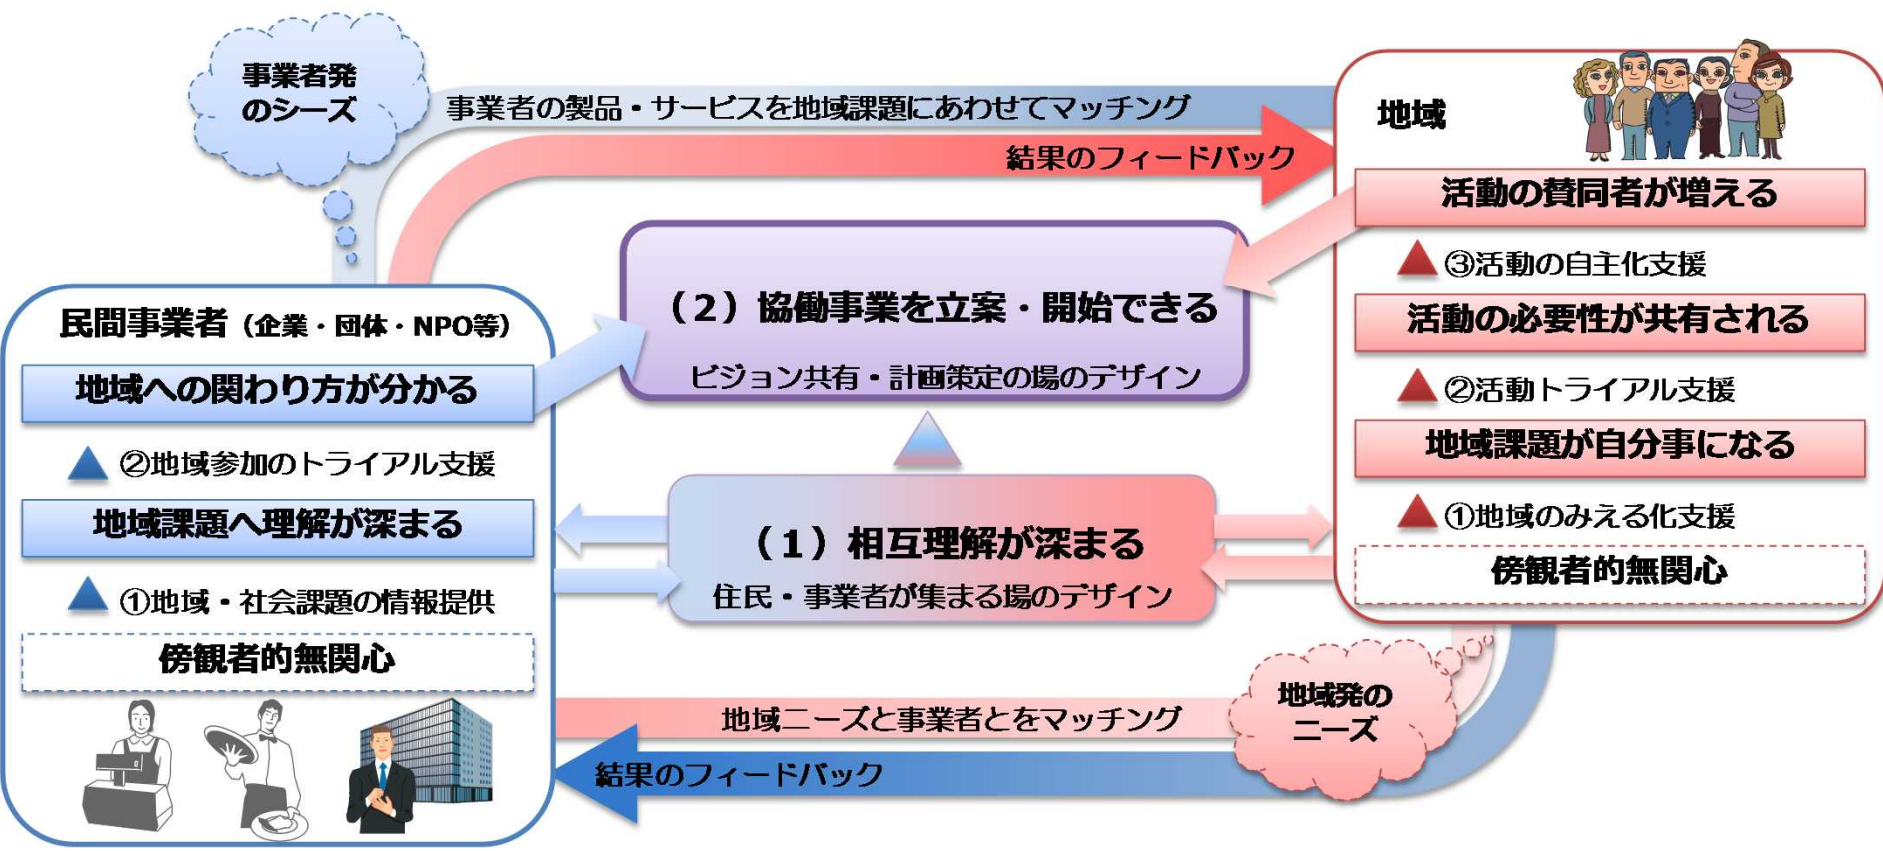 事業者発
のシーズ
事業者の製品・サービスを地域課題にあわせてマッチング
結果のフィードバック
民間事業者（企業・団体・NPO等）
地域への関わり方が分かる
②地域参加のトライアル支援
地域課題へ理解が深まる
①地域・社会課題の情報提供
傍観者的無関心
（2）協働事業を立案・開始できる
ビジョン共有・計画策定の場のデザイン
（1）相互理解が深まる
住民・事業者が集まる場のデザイン
地域
活動の賛同者が増える
③活動の自主化支援
活動の必要性が共有される
②活動トライアル支援
地域課題が自分事になる
①地域のみえる化支援
傍観者的無関心
地域発の
ニーズ
地域ニーズと事業者とをマッチング
結果のフィードバック